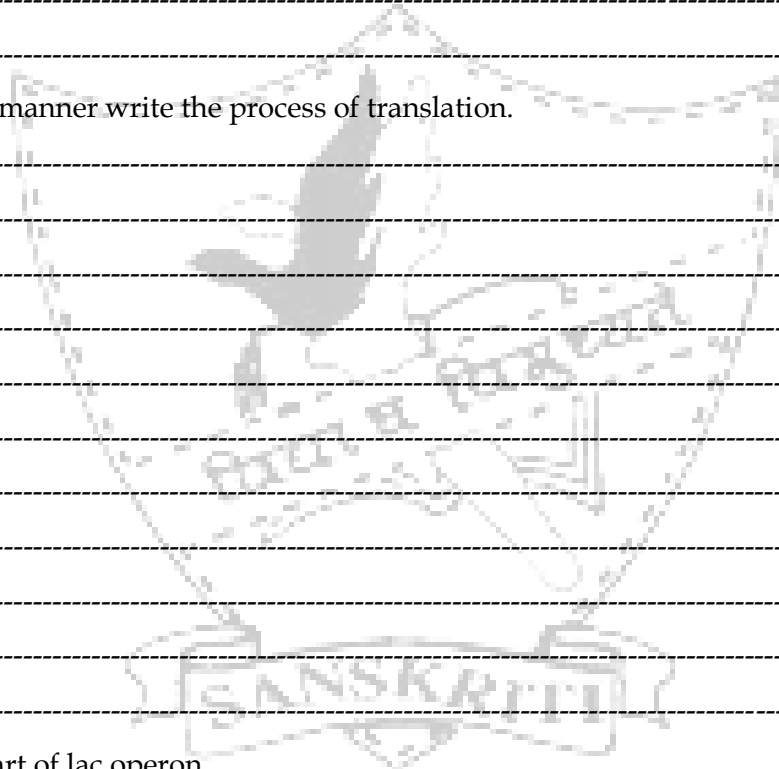 manner write the process of translation.
SANSKRITI
art of lac operon